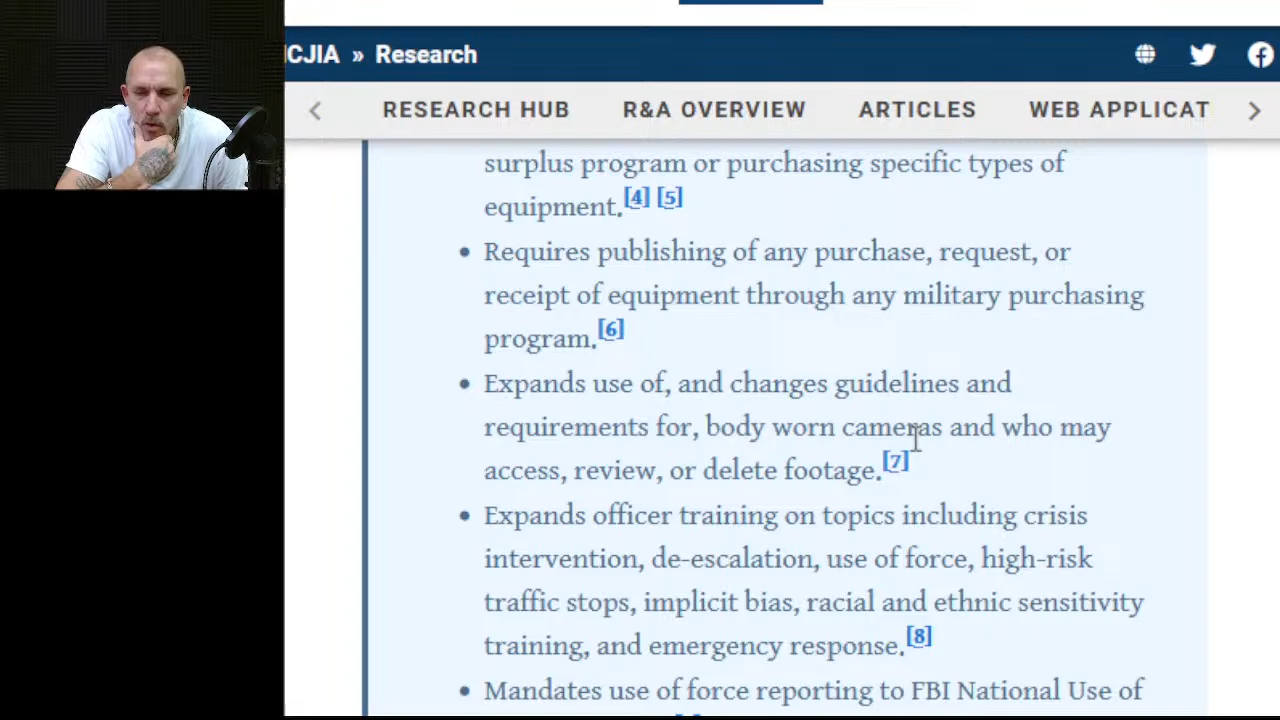 ICJIA » Research
RESEARCH HUB R&A OVERVIEW ARTICLES WEB APPLICAT
surplus program or purchasing specific types of
equipment.[4] [5]
• Requires publishing of any purchase, request, or
receipt of equipment through any military purchasing
program.[6]
• Expands use of, and changes guidelines and
requirements for, body worn cameras and who may
access, review, or delete footage.[7]
• Expands officer training on topics including crisis
intervention, de-escalation, use of force, high-risk
traffic stops, implicit bias, racial and ethnic sensitivity
training, and emergency response.[8]
• Mandates use of force reporting to FBI National Use of